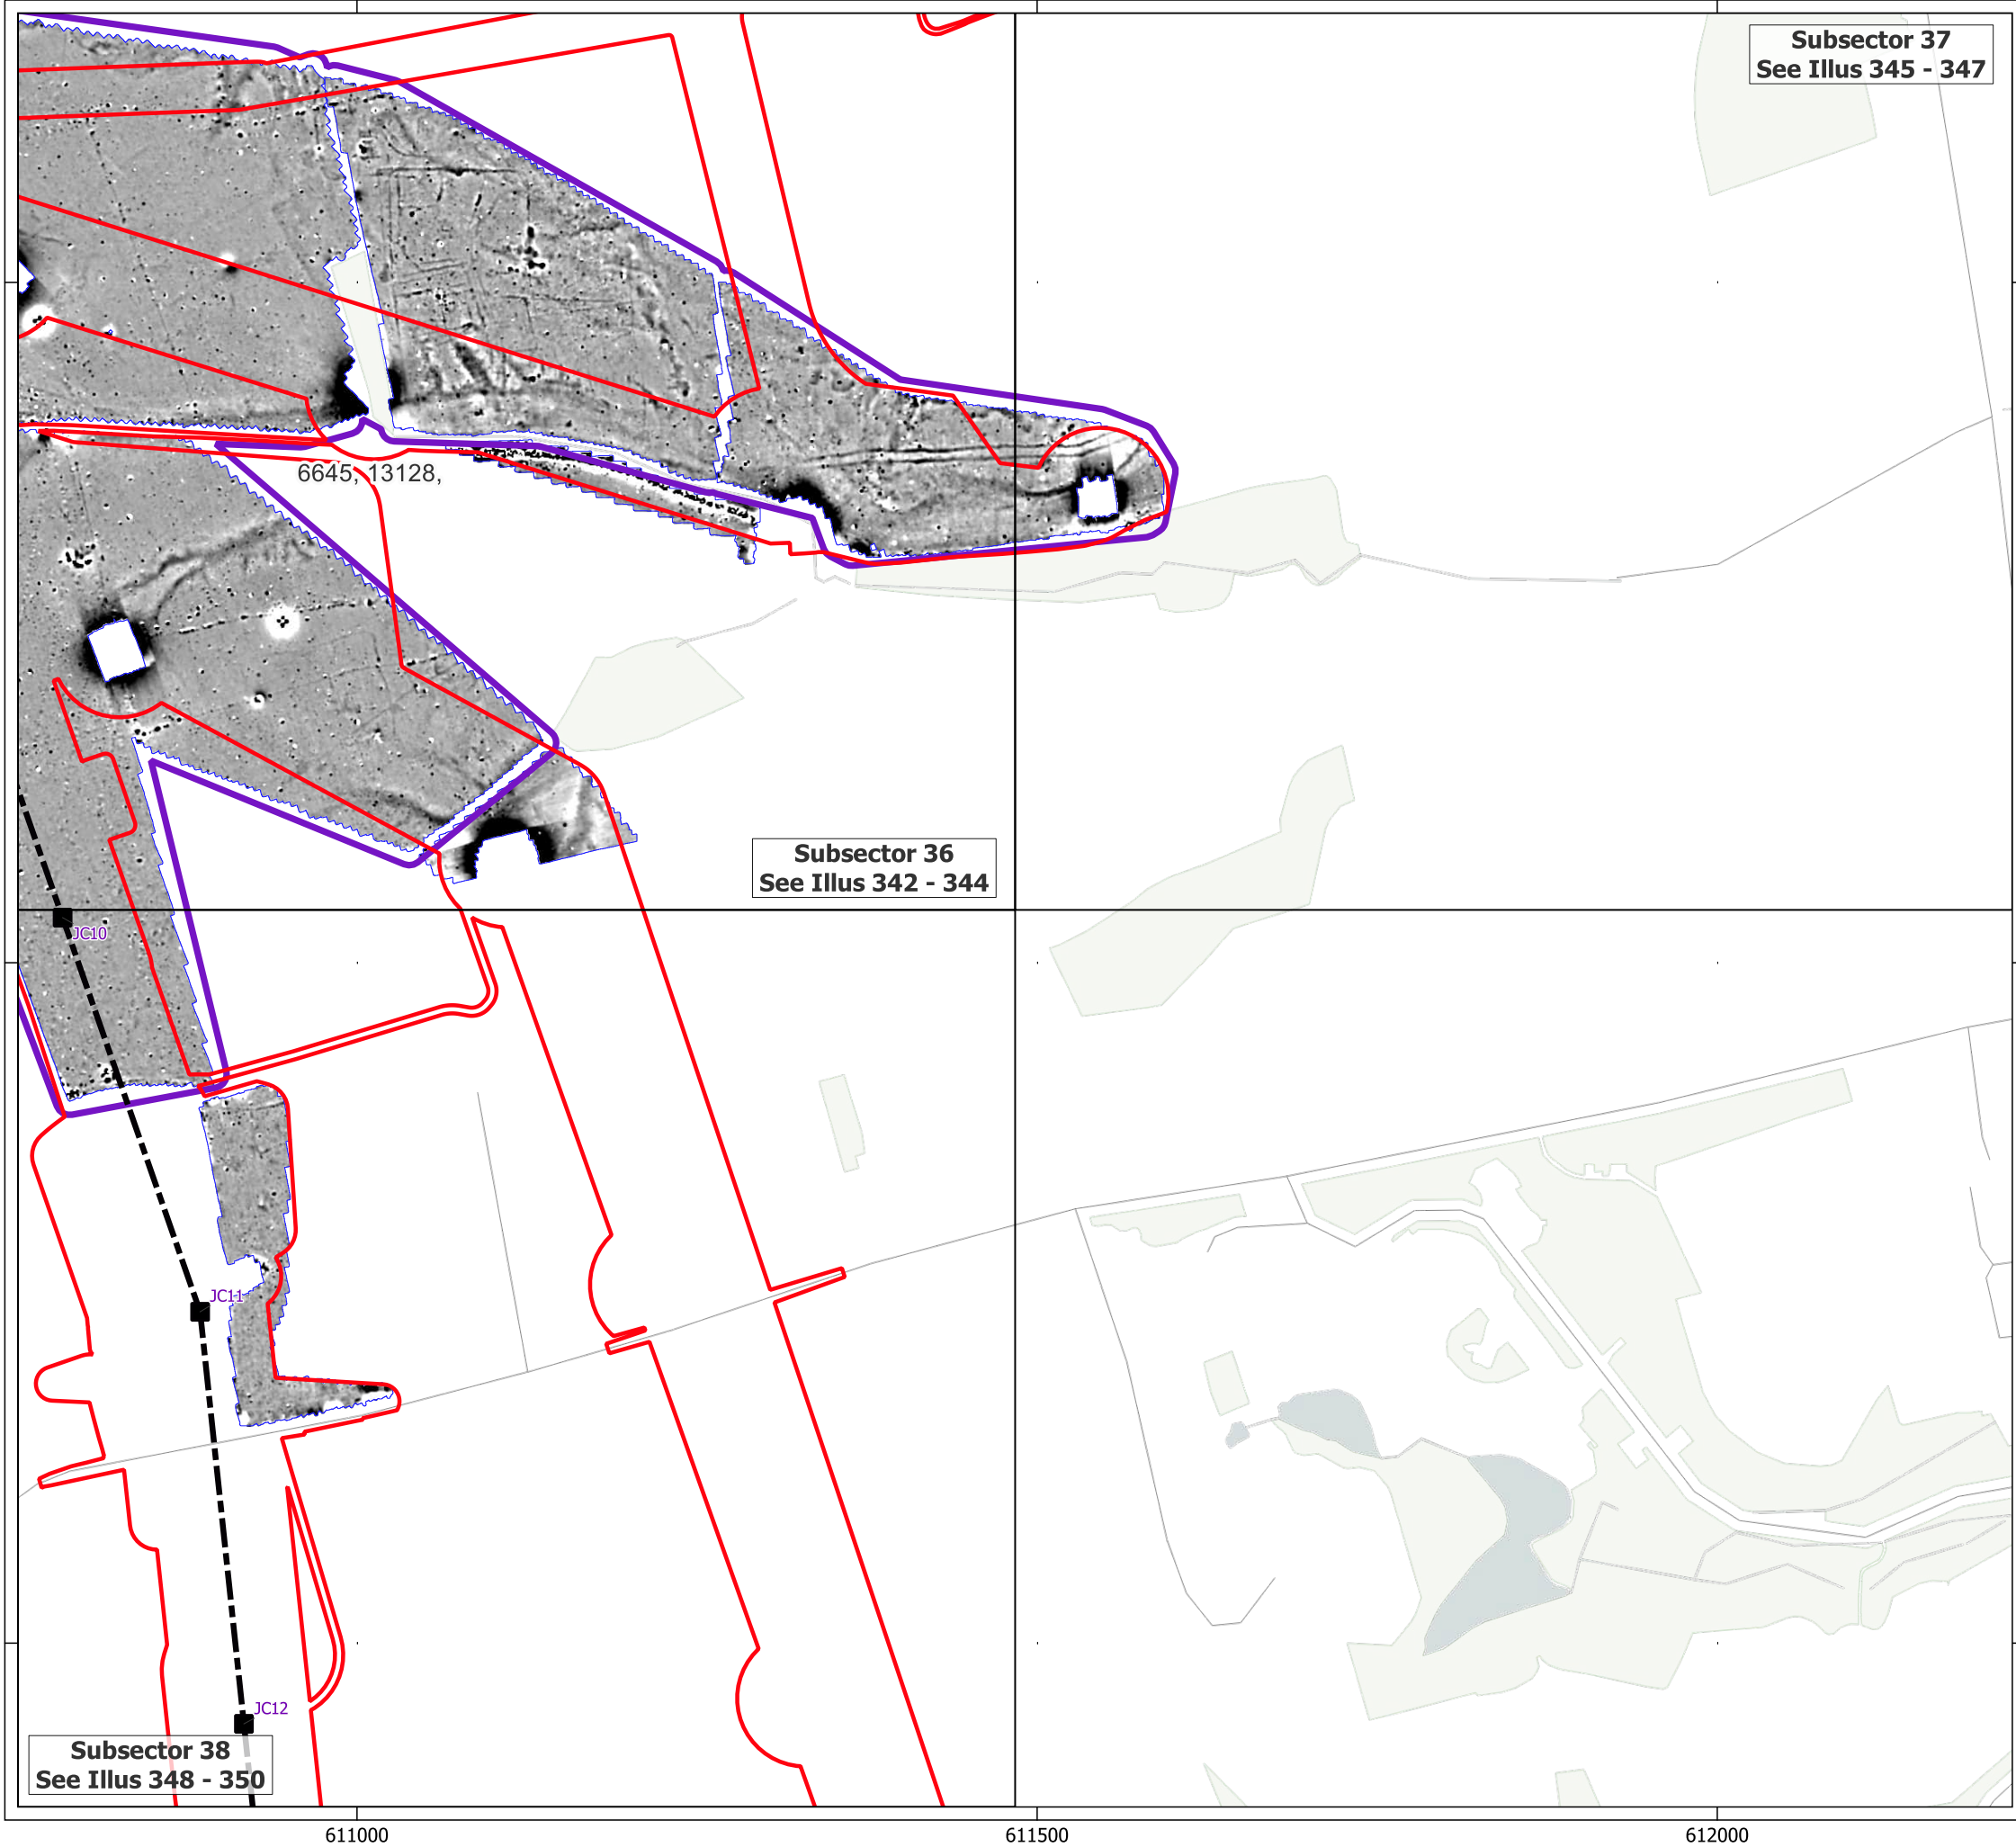 Subsector 37
See Illus 345 - 347
6645, 13128,
Subsector 36
See Illus 342 - 344
JC10
JC11
JC12
Subsector 38
See Illus 348 - 350
611000
611500
612000